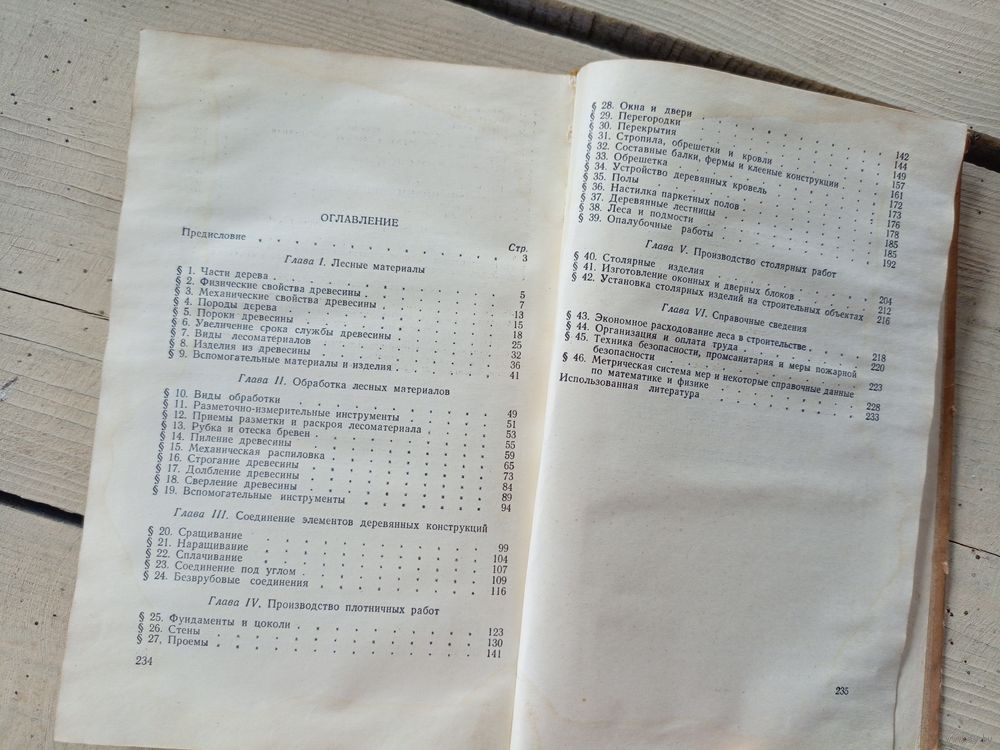 ОГЛАВЛЕНИЕ
Стр.
Предисловие . . . . . . . . . . 3
Глава I. Лесные материалы
§ 1. Части дерева . . . . . . . . . . 5
§ 2. Физические свойства древесины . . . . . . . . . . 7
§ 3. Механические свойства древесины . . . . . . . . . . 13
§ 4. Породы дерева . . . . . . . . . . 15
§ 5. Пороки древесины . . . . . . . . . . 18
§ 6. Увеличение срока службы древесины . . . . . . . . . . 25
§ 7. Виды лесоматериалов . . . . . . . . . . 32
§ 8. Изделия из древесины . . . . . . . . . . 36
§ 9. Вспомогательные материалы и изделия . . . . . . . . . . 41
Глава II. Обработка лесных материалов
§ 10. Виды обработки . . . . . . . . . . 49
§ 11. Разметочно-измерительные инструменты . . . . . . . . . . 51
§ 12. Приемы разметки и раскроя лесоматериала . . . . . . . . . . 53
§ 13. Рубка и отеска бревен . . . . . . . . . . 55
§ 14. Пиление древесины . . . . . . . . . . 59
§ 15. Механическая распиловка . . . . . . . . . . 65
§ 16. Строгание древесины . . . . . . . . . . 73
§ 17. Долбление древесины . . . . . . . . . . 84
§ 18. Сверление древесины . . . . . . . . . . 89
§ 19. Вспомогательные инструменты . . . . . . . . . . 94
Глава III. Соединение элементов деревянных конструкций
§ 20. Сращивание . . . . . . . . . . 99
§ 21. Наращивание . . . . . . . . . . 104
§ 22. Сплачивание . . . . . . . . . . 107
§ 23. Соединение под углом . . . . . . . . . . 109
§ 24. Безврубовые соединения . . . . . . . . . . 116
Глава IV. Производство плотничных работ
§ 25. Фундаменты и цоколи . . . . . . . . . . 123
§ 26. Стены . . . . . . . . . . 130
§ 27. Проемы . . . . . . . . . . 141
234
§ 28. Окна и двери . . . . . . . . . . 142
§ 29. Перегородки . . . . . . . . . . 144
§ 30. Перекрытия . . . . . . . . . . 149
§ 31. Стропила, обрешетки и кровли . . . . . . . . . . 157
§ 32. Составные балки, фермы и клееные конструкции . . . . . . . . . . 161
§ 33. Обрешетка . . . . . . . . . . 172
§ 34. Устройство деревянных кровель . . . . . . . . . . 173
§ 35. Полы . . . . . . . . . . 176
§ 36. Настилка паркетных полов . . . . . . . . . . 178
§ 37. Деревянные лестницы . . . . . . . . . . 185
§ 38. Леса и подмости . . . . . . . . . . 185
§ 39. Опалубочные работы . . . . . . . . . . 192
Глава V. Производство столярных работ
§ 40. Столярные изделия . . . . . . . . . . 204
§ 41. Изготовление оконных и дверных блоков . . . . . . . . . . 212
§ 42. Установка столярных изделий на строительных объектах 216
Глава VI. Справочные сведения
§ 43. Экономное расходование леса в строительстве . . . . . 218
§ 44. Организация и оплата труда . . . . . . . . . . 220
§ 45. Техника безопасности, промсанитария и меры пожарной
безопасности . . . . . . . . . . 223
§ 46. Метрическая система мер и некоторые справочные данные
по математике и физике . . . . . . . . . . 228
Использованная литература . . . . . . . . . . 233
235